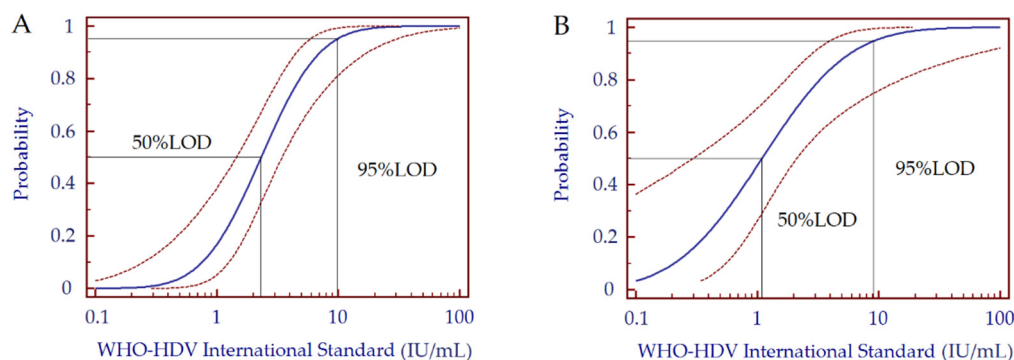 A
Probability
1
0.8
0.6
0.4
0.2
0
50%LOD
95%LOD
0.1
1
10
100
WHO-HDV International Standard (IU/mL)
B
Probability
1
0.8
0.6
0.4
0.2
0
50%LOD
95%LOD
0.1
1
10
100
WHO-HDV International Standard (IU/mL)